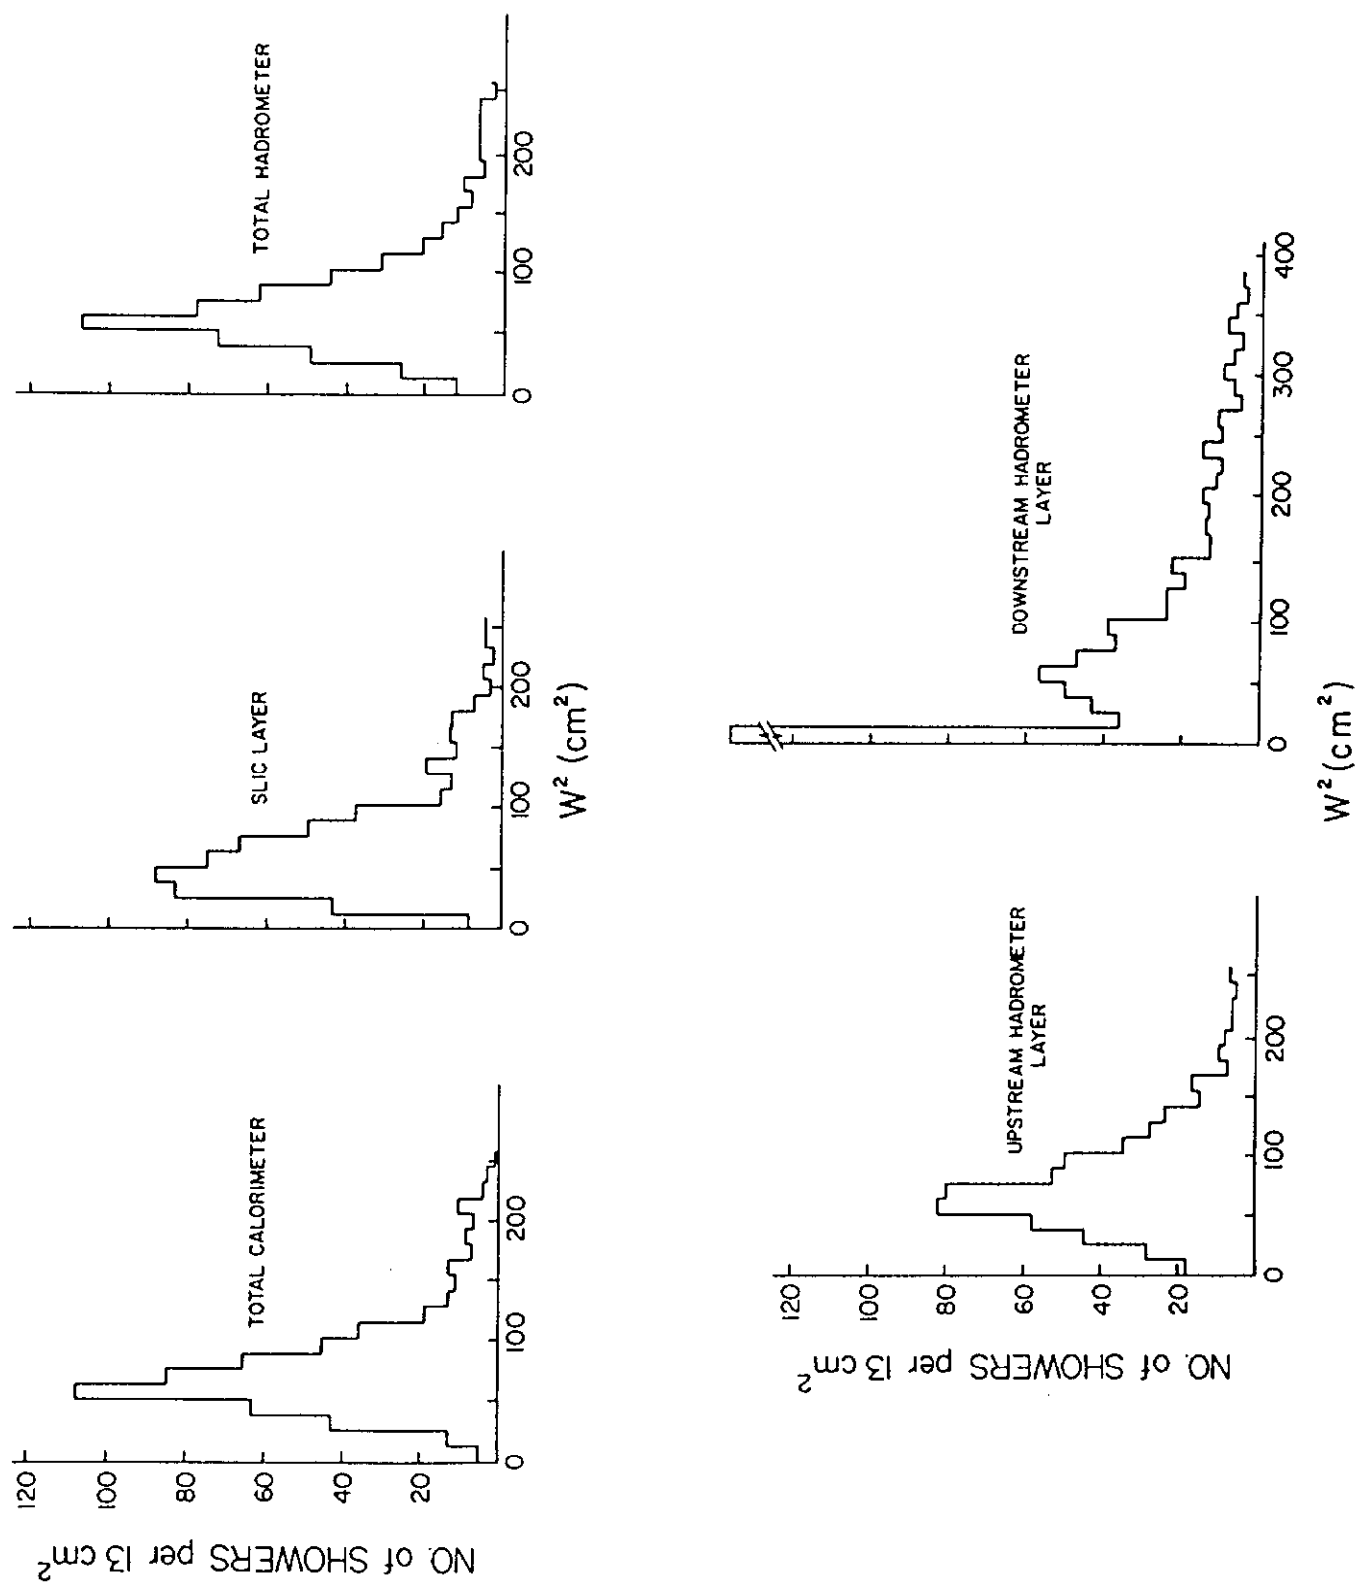 TOTAL CALORIMETER
NO. of SHOWERS per 13 cm²
120
100
80
60
40
20
0
100
200
SLIC LAYER
0
100
200
W² (cm²)
TOTAL HADROMETER
0
100
200
UPSTREAM HADROMETER
LAYER
NO. of SHOWERS per 13 cm²
120
100
80
60
40
20
0
100
200
DOWNSTREAM HADROMETER
LAYER
0
100
200
300
400
W² (cm²)